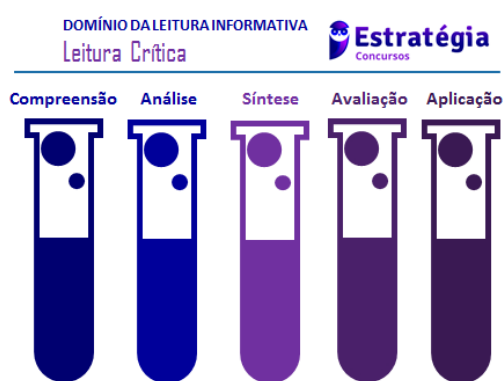 DOMÍNIO DA LEITURA INFORMATIVA
Leitura Crítica
Estratégia
Concursos
Compreensão Análise Síntese Avaliação Aplicação